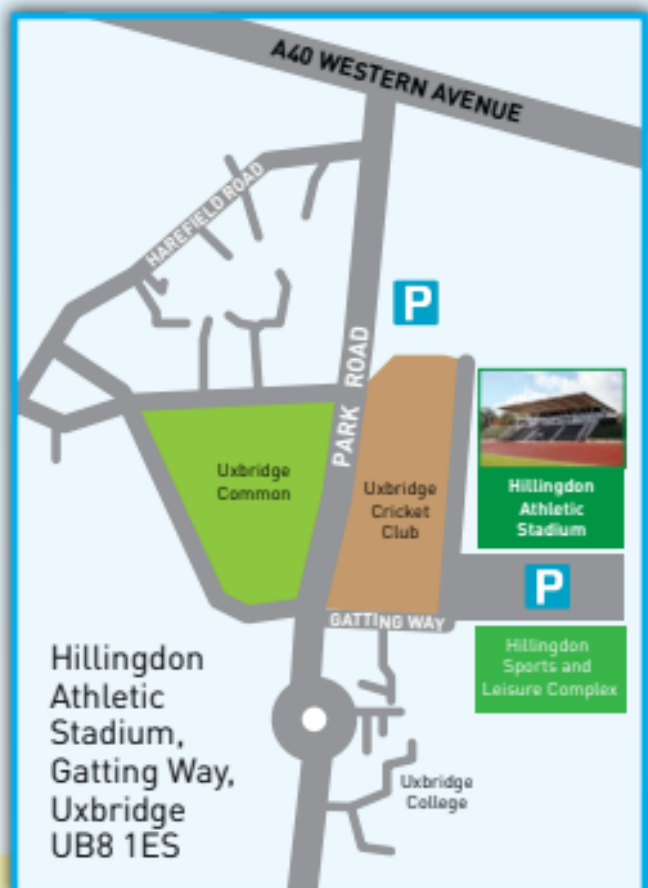 A40 WESTERN AVENUE
HAREFIELD ROAD
P
PARK ROAD
Uxbridge
Common
Uxbridge
Cricket
Club
Hillingdon
Athletic
Stadium
P
GATTING WAY
Hillingdon
Sports and
Leisure Complex
Hillingdon
Athletic
Stadium,
Gatting Way,
Uxbridge
UB8 1ES
Uxbridge
College